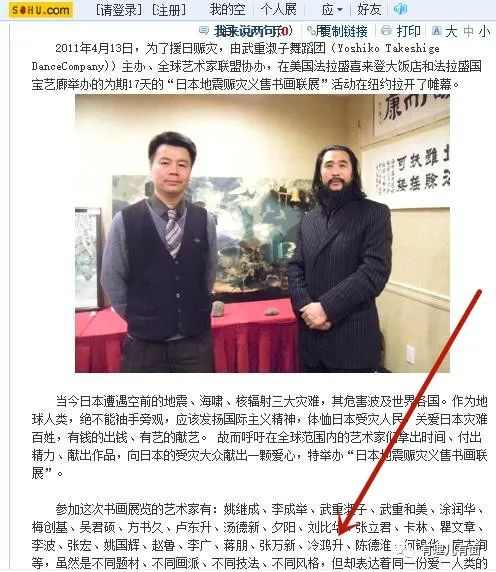 SOHU.com [请登录] [注册] 我的空 个人展 应 好友
我来说两句(0) 复制链接 打印 大 中 小
2011年4月13日，为了援日赈灾，由武重淑子舞蹈团（Yoshiko Takeshige
DanceCompany)）主办、全球艺术家联盟协办，在美国法拉盛喜来登大饭店和法拉盛国
宝艺廊举办的为期17天的“日本地震赈灾义售书画联展”活动在纽约拉开了帷幕。
当今日本遭遇空前的地震、海啸、核辐射三大灾难，其危害波及世界各国。作为地
球人类，绝不能袖手旁观，应该发扬国际主义精神，体恤日本受灾人民，关爱日本灾难
百姓，有钱的出钱、有艺的献艺。 故而呼吁在全球范围内的艺术家们拿出时间、付出
精力、献出作品，向日本的受灾大众献出一颗爱心，特举办“日本地震赈灾义售书画联
展”。
参加这次书画展览的艺术家有：姚继成、李成举、武重淑子、武重和美、涂润华、
梅创基、吴君硕、方书久、卢东升、汤德新、夕阳、刘比华、张立君、卡林、瞿文章、
李波、张宏、姚国辉、赵鲁、李广、蒋朋、张万新、冷鸿升、陈德淮、
等，虽然是不同题材、不同画派、不同技法、不同风格，但却表达着同一份爱一人类的
有理儿有面